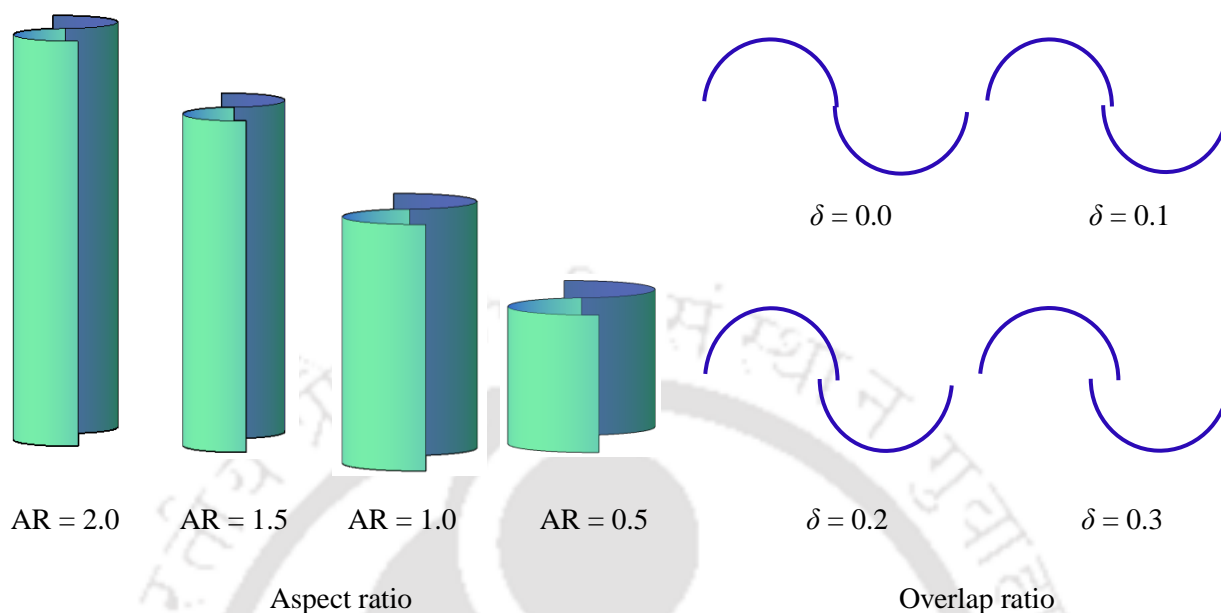 δ = 0.0
δ = 0.1
AR = 2.0
AR = 1.5
AR = 1.0
AR = 0.5
δ = 0.2
δ = 0.3
Aspect ratio
Overlap ratio